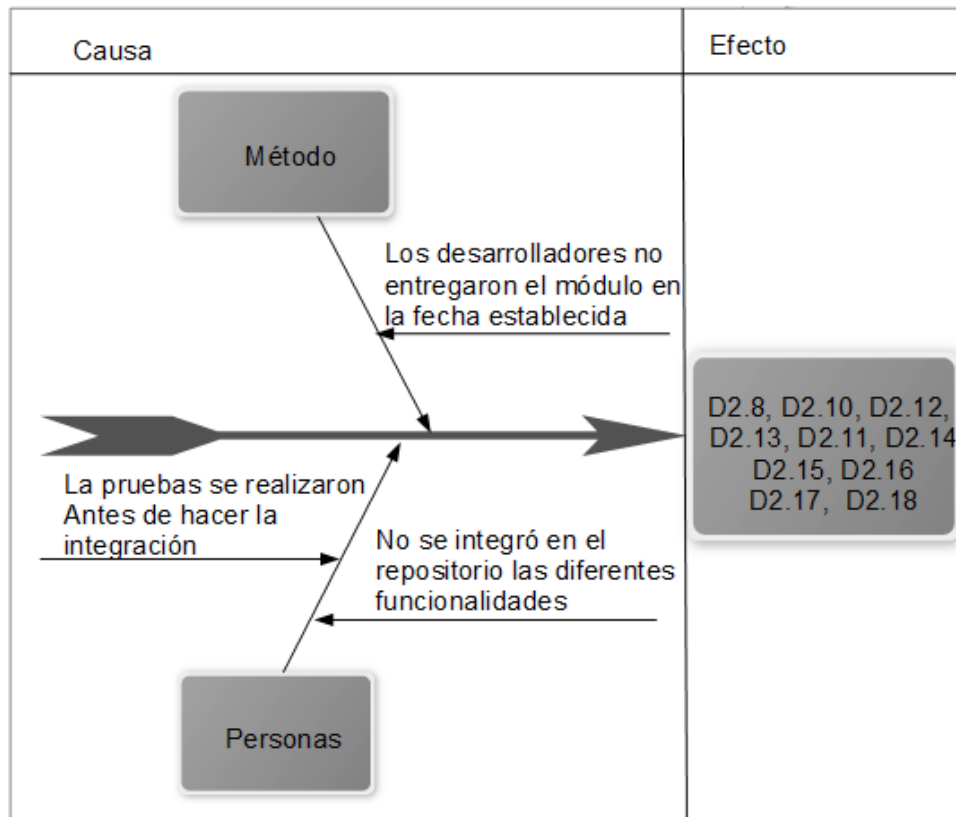 Causa
Efecto
Método
Los desarrolladores no
entregaron el módulo en
la fecha establecida
D2.8, D2.10, D2.12,
D2.13, D2.11, D2.14
D2.15, D2.16
D2.17, D2.18
La pruebas se realizaron
Antes de hacer la
integración
No se integró en el
repositorio las diferentes
funcionalidades
Personas